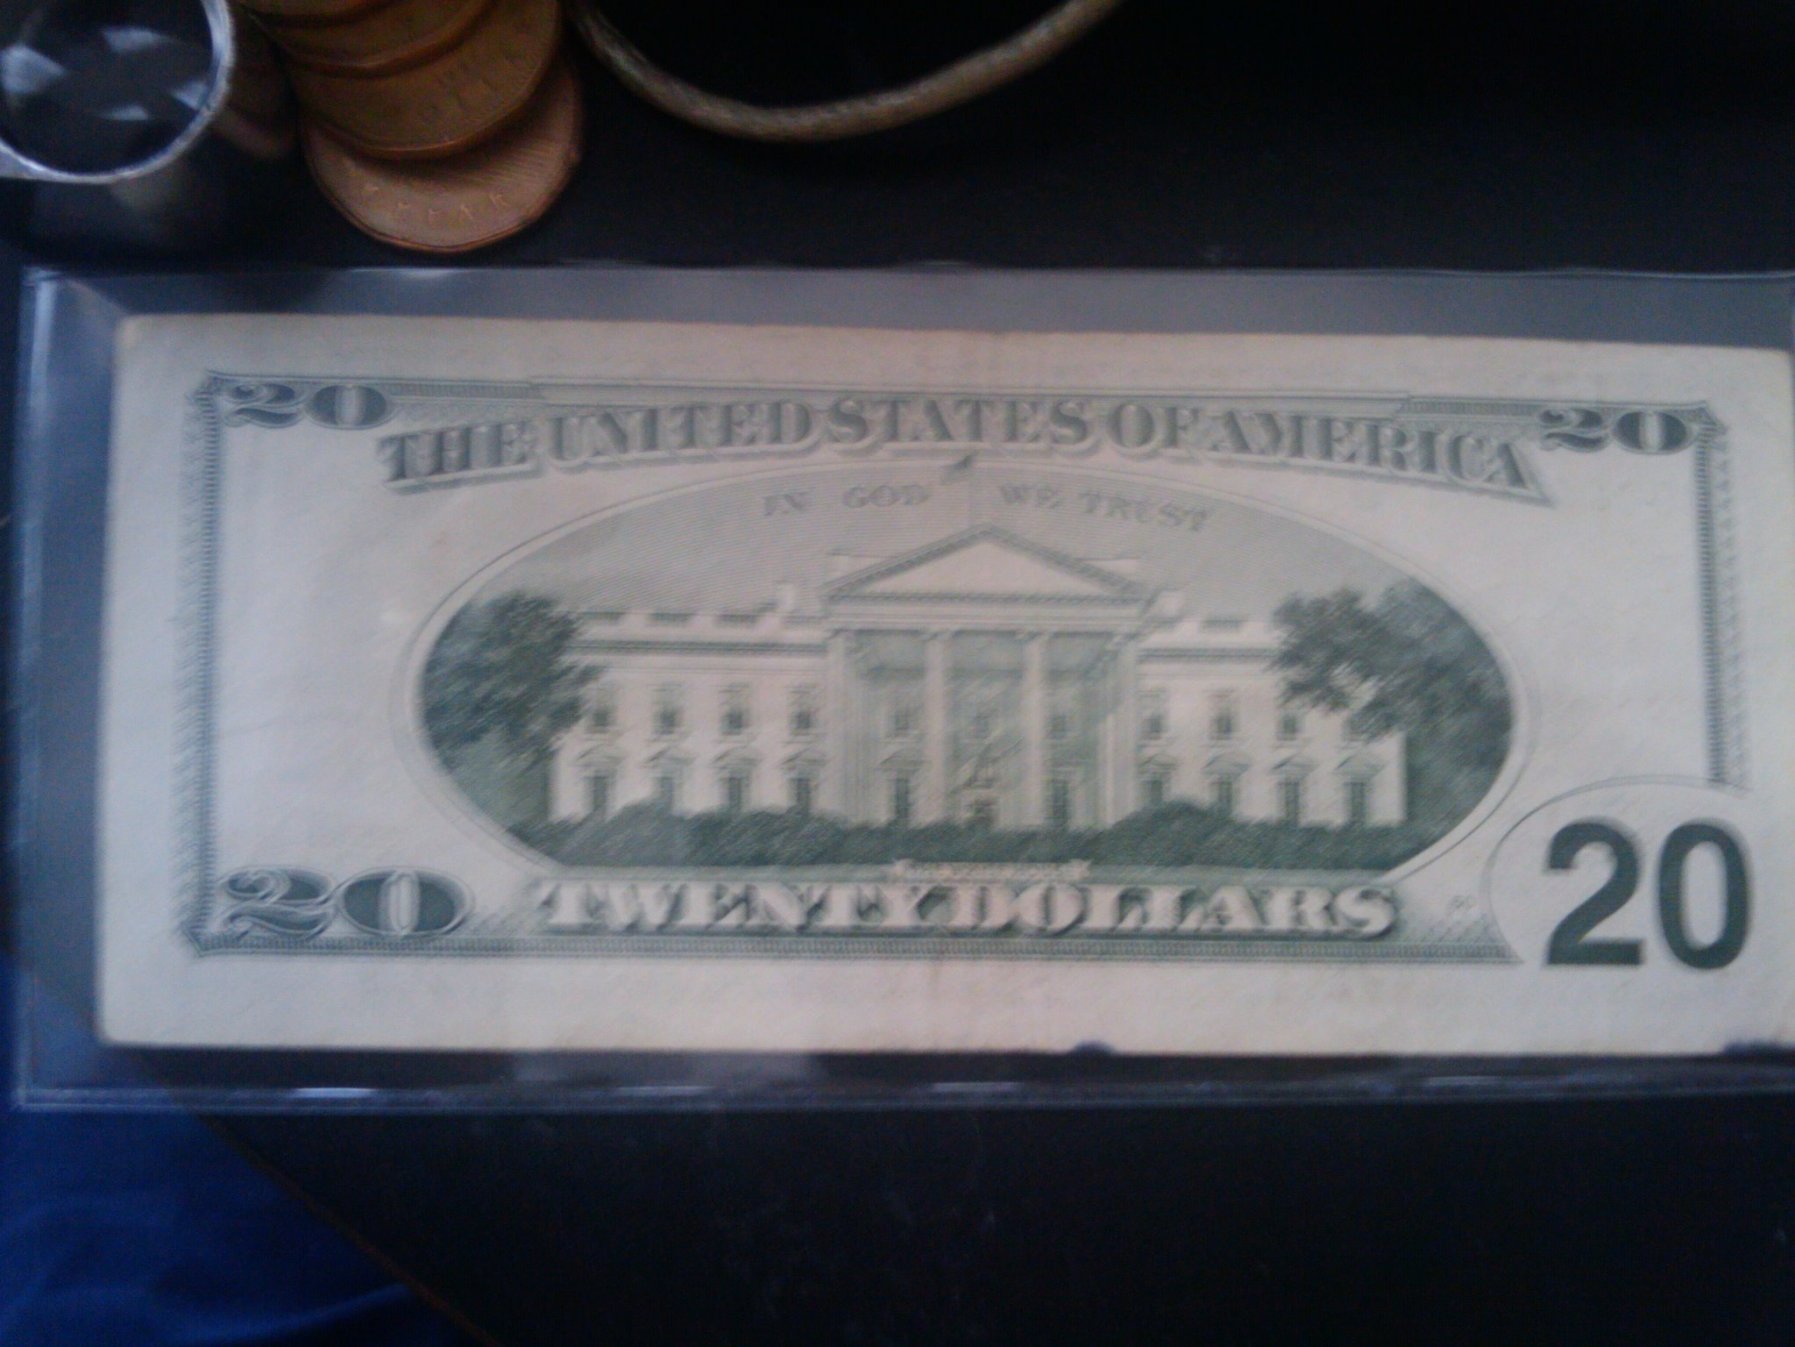 20 20
THE UNITED STATES OF AMERICA
IN GOD WE TRUST
20 TWENTY DOLLARS 20